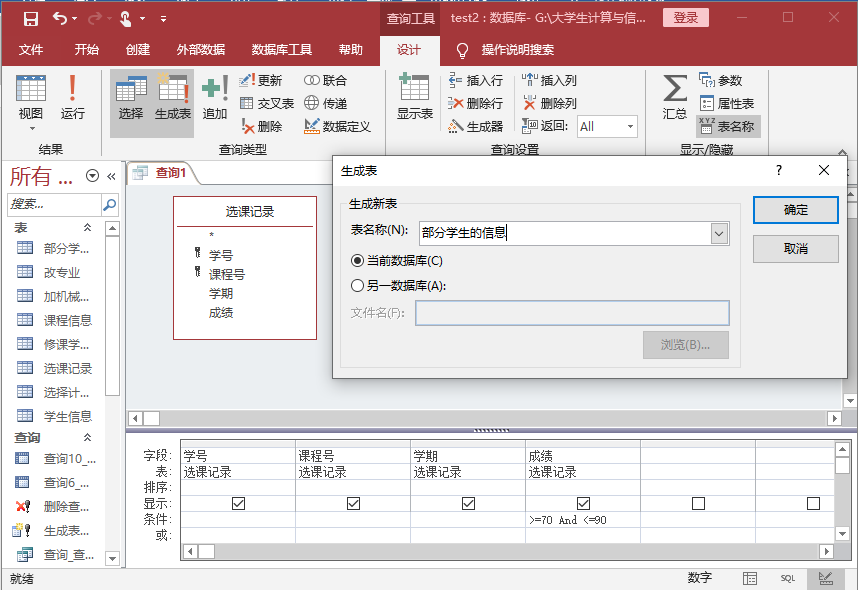 查询工具
test2 : 数据库- G:\大学生计算与信...
登录
文件 开始 创建 外部数据 数据库工具 帮助 设计 操作说明搜索
视图 运行 选择 生成表 追加 更新 联合
交叉表 传递
删除 数据定义
显示表 插入行 插入列
删除行 删除列
生成器 返回: All
汇总 参数
属性表
XYZ 表名称
结果 查询类型 查询设置 显示/隐藏
所有 ...
搜索...
表
部分学...
改专业
加机械...
课程信息
修课学...
选课记录
选择计...
学生信息
查询
查询10_...
查询6_...
删除查...
生成表...
查询_查...
查询1
选课记录
*
学号
课程号
学期
成绩
生成表
?
生成新表
表名称(N): 部分学生的信息
当前数据库(C)
另一数据库(A):
文件名(F):
浏览(B)...
确定
取消
字段: 学号 课程号 学期 成绩
表: 选课记录 选课记录 选课记录 选课记录
排序:
显示:
条件: >=70 And <=90
或:
就绪
数字
SQL